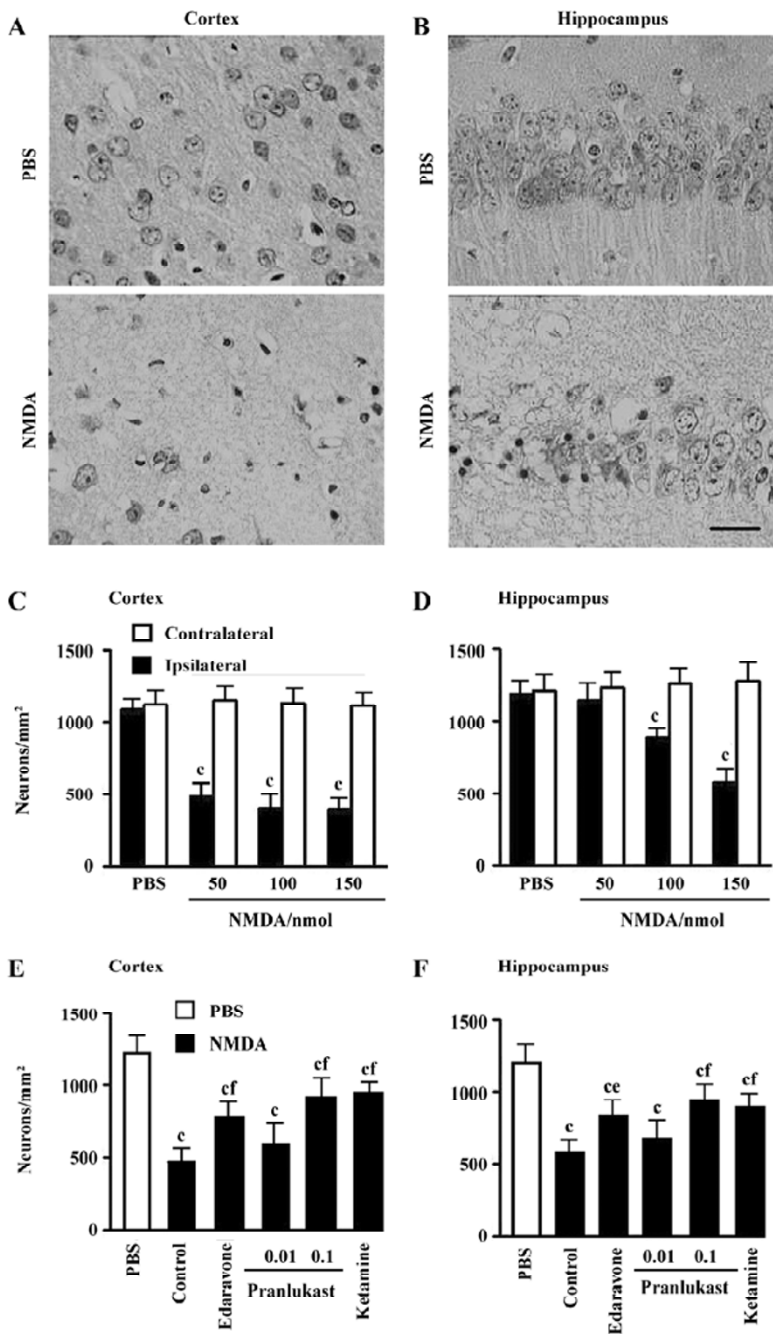 A Cortex B Hippocampus
PBS PBS
NMDA NMDA
C Cortex D Hippocampus
Contralateral
Ipsilateral
1500 1500
1000 1000
500 500
0 0
Neurons/mm² Neurons/mm²
c c c c c
PBS 50 100 150 PBS 50 100 150
NMDA/nmol NMDA/nmol
E Cortex F Hippocampus
PBS
NMDA
1500 1500
1000 1000
500 500
0 0
Neurons/mm² Neurons/mm²
c cf c cf cf c ce c cf cf
PBS Control Edaravone 0.01 0.1 Ketamine PBS Control Edaravone 0.01 0.1 Ketamine
Pranlukast Pranlukast